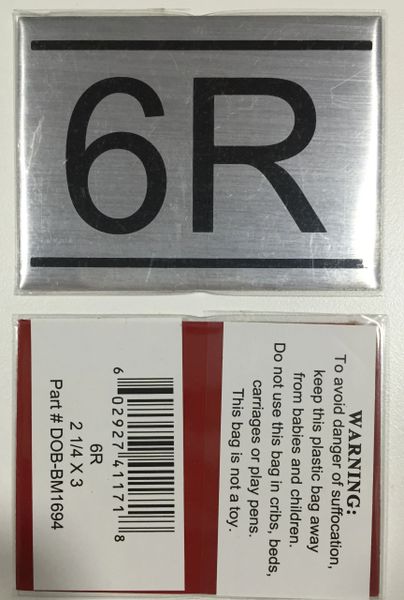 6R
WARNING:
To avoid danger of suffocation,
keep this plastic bag away
from babies and children.
Do not use this bag in cribs, beds,
carriages or play pens.
This bag is not a toy.
6 02927 41171 8
6R
2 1/4 X 3
Part # DOB-BM1694